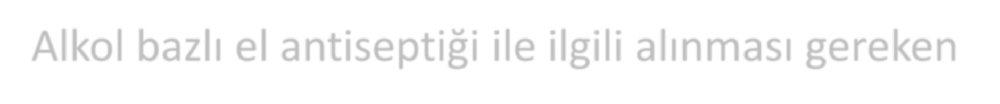 Alkol bazlı el antiseptiği ile ilgili alınması gereken